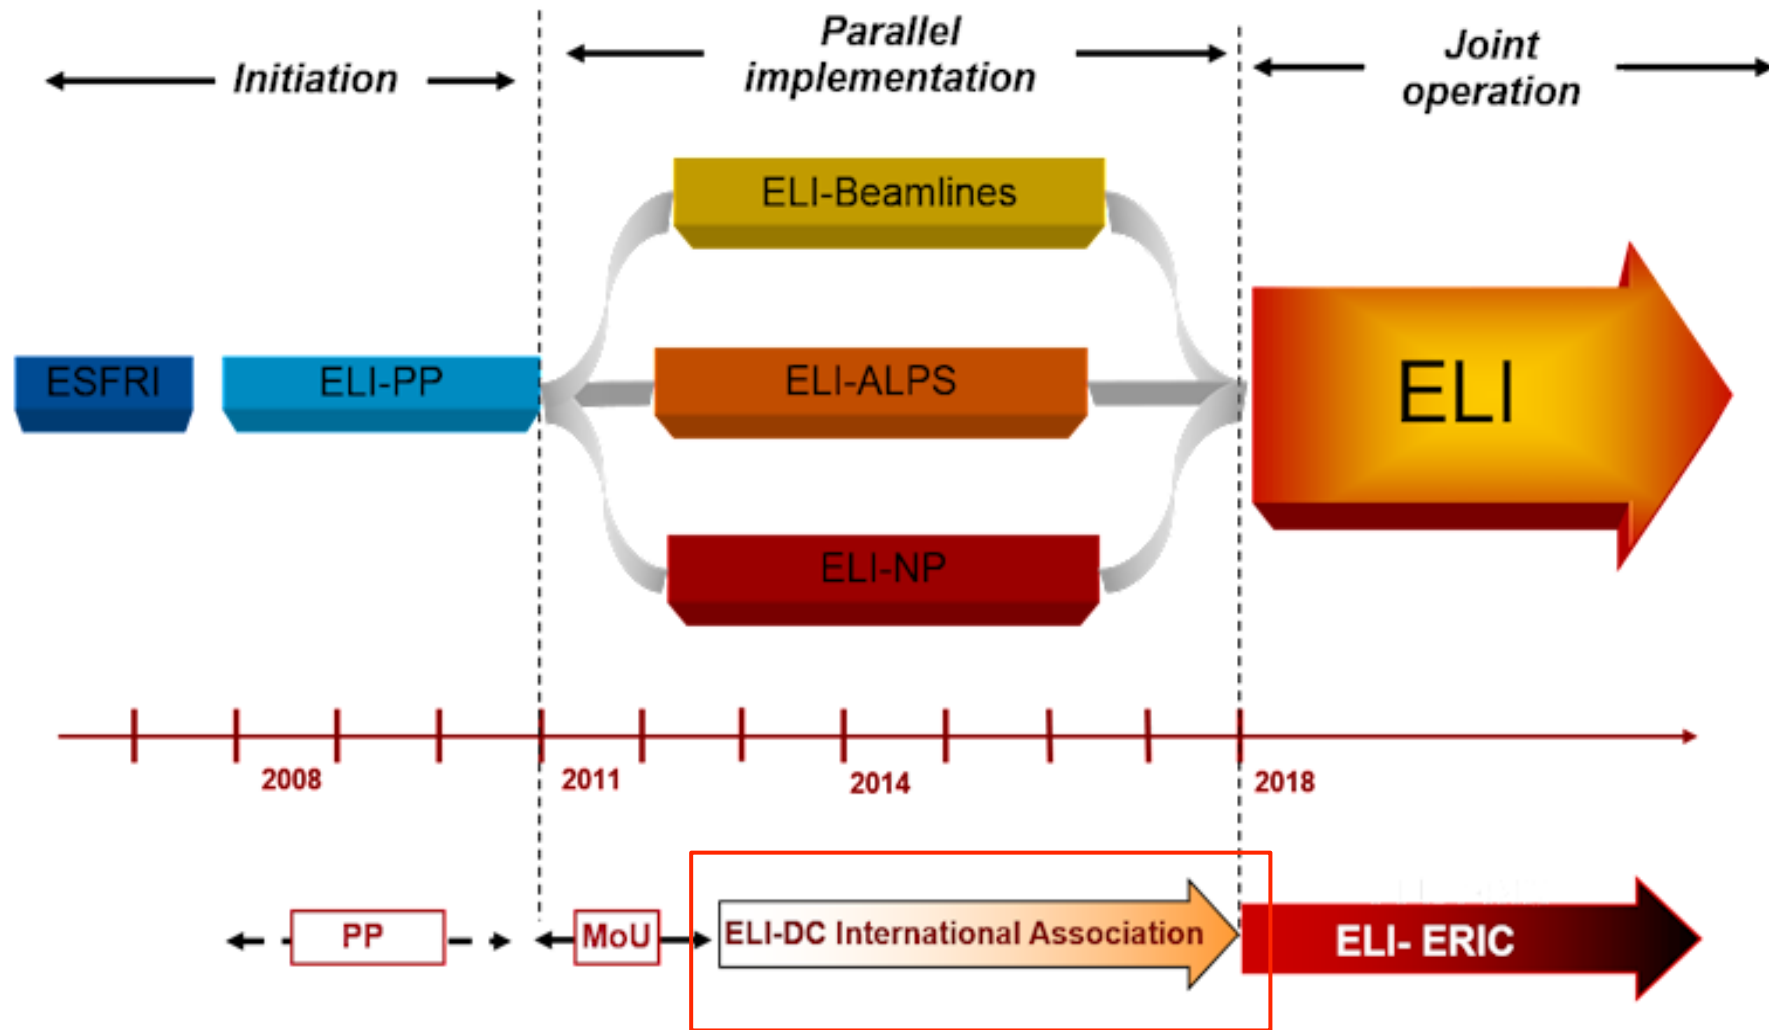 Initiation
Parallel
implementation
Joint
operation
ELI-Beamlines
ESFRI
ELI-PP
ELI-ALPS
ELI
ELI-NP
2008
2011
2014
2018
PP
MoU
ELI-DC International Association
ELI- ERIC